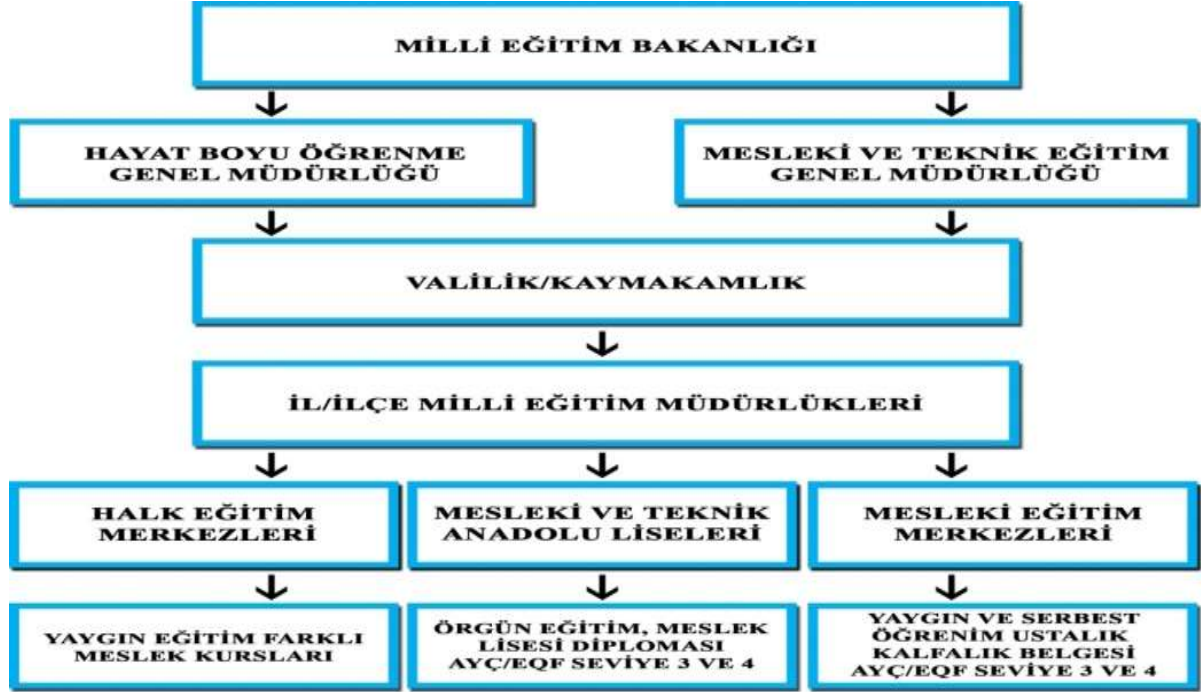 MİLLİ EĞİTİM BAKANLIĞI
HAYAT BOYU ÖĞRENME
GENEL MÜDÜRLÜĞÜ
MESLEKİ VE TEKNİK EĞİTİM
GENEL MÜDÜRLÜĞÜ
VALİLİK/KAYMAKAMLIK
İL/İLÇE MİLLİ EĞİTİM MÜDÜRLÜKLERİ
HALK EĞİTİM
MERKEZLERİ
MESLEKİ VE TEKNİK
ANADOLU LİSELERİ
MESLEKİ EĞİTİM
MERKEZLERİ
YAYGIN EĞİTİM FARKLI
MESLEK KURSLARI
ÖRGÜN EĞİTİM, MESLEK
LİSESİ DİPLOMASI
AYÇ/EQF SEVİYE 3 VE 4
YAYGIN VE SERBEST
ÖĞRENİM USTALIK
KALFALIK BELGESİ
AYÇ/EQF SEVİYE 3 VE 4